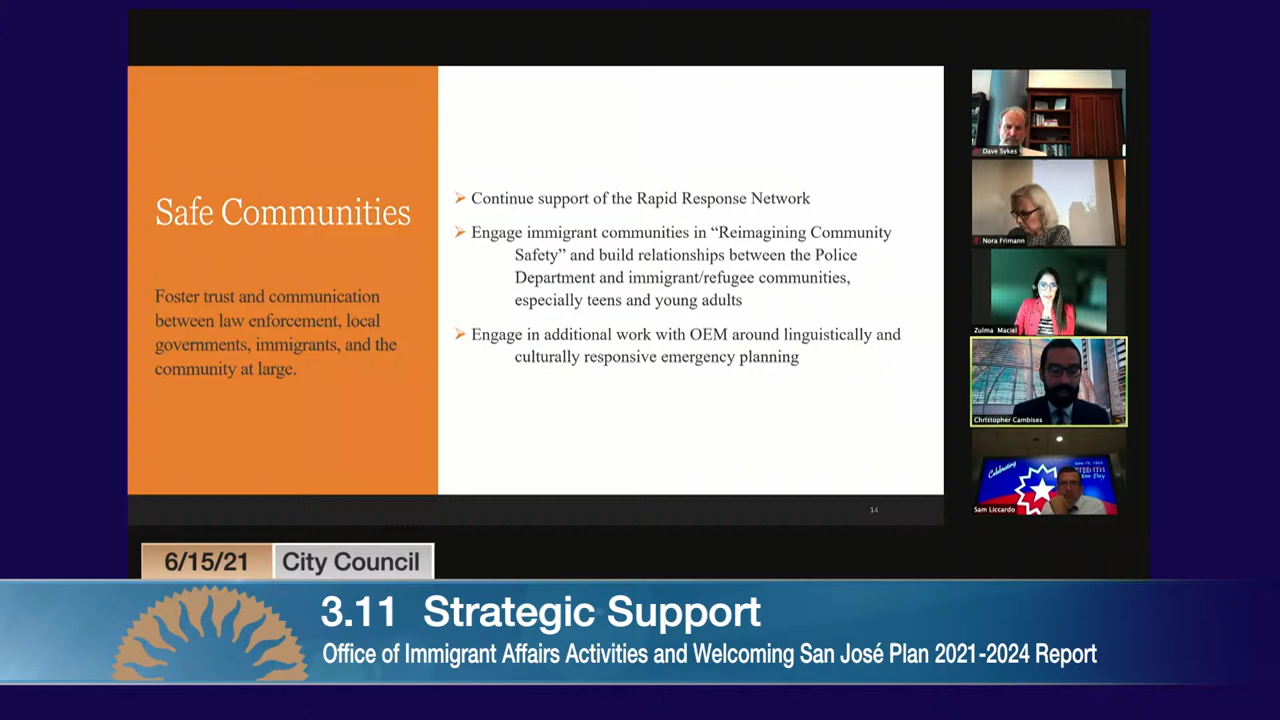 Safe Communities
Foster trust and communication
between law enforcement, local
governments, immigrants, and the
community at large.
➢ Continue support of the Rapid Response Network
➢ Engage immigrant communities in “Reimagining Community
Safety” and build relationships between the Police
Department and immigrant/refugee communities,
especially teens and young adults
➢ Engage in additional work with OEM around linguistically and
culturally responsive emergency planning
14
Dave Sykes
Nora Frimann
Zulma Maciel
Christopher Cambises
Celebrating
June 19, 1865
Sam Liccardo
6/15/21 City Council
3.11 Strategic Support
Office of Immigrant Affairs Activities and Welcoming San José Plan 2021-2024 Report